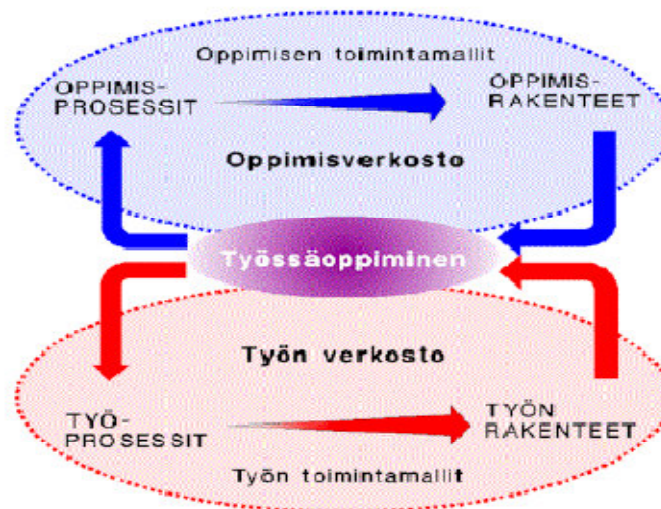 Oppimisen toimintamallit
OPPIMIS-
PROSESSIT
OPPIMIS-
RAKENTEET
Oppimisverkosto
Työssäoppiminen
Työn verkosto
TYÖ-
PROSESSIT
TYÖN
RAKENTEET
Työn toimintamallit